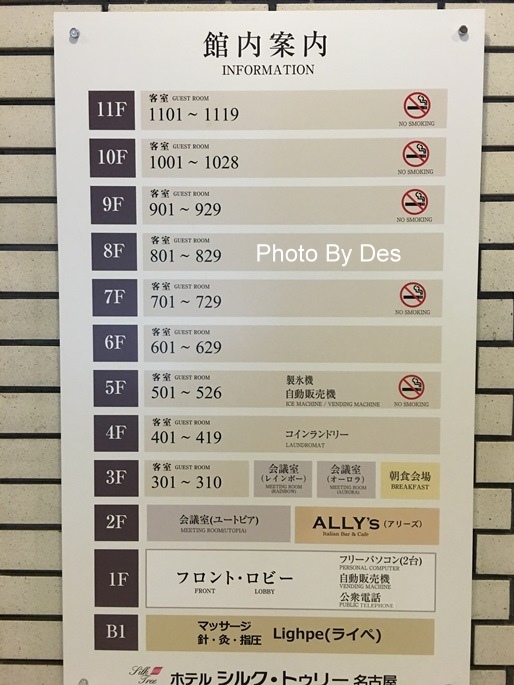 館内案内
INFORMATION
11F 客室 GUEST ROOM
1101 ~ 1119
NO SMOKING
10F 客室 GUEST ROOM
1001 ~ 1028
NO SMOKING
9F 客室 GUEST ROOM
901 ~ 929
NO SMOKING
8F 客室 GUEST ROOM
801 ~ 829
Photo By Des
7F 客室 GUEST ROOM
701 ~ 729
NO SMOKING
6F 客室 GUEST ROOM
601 ~ 629
5F 客室 GUEST ROOM
501 ~ 526
製氷機
自動販売機
ICE MACHINE / VENDING MACHINE
NO SMOKING
4F 客室 GUEST ROOM
401 ~ 419
コインランドリー
LAUNDROMAT
3F 客室 GUEST ROOM
301 ~ 310
会議室
(レインボー)
MEETING ROOM
(RAINBOW)
会議室
(オーロラ)
MEETING ROOM
(AURORA)
朝食会場
BREAKFAST
2F 会議室(ユートピア)
MEETING ROOM(UTOPIA)
ALLY's (アリーズ)
Italian Bar & Cafe
1F フロント・ロビー
FRONT LOBBY
フリーパソコン(2台)
PERSONAL COMPUTER
自動販売機
VENDING MACHINE
公衆電話
PUBLIC TELEPHONE
B1 マッサージ
針・灸・指圧
Lighpe(ライペ)
Silk Tree
ホテル シルク・トゥリー 名古屋